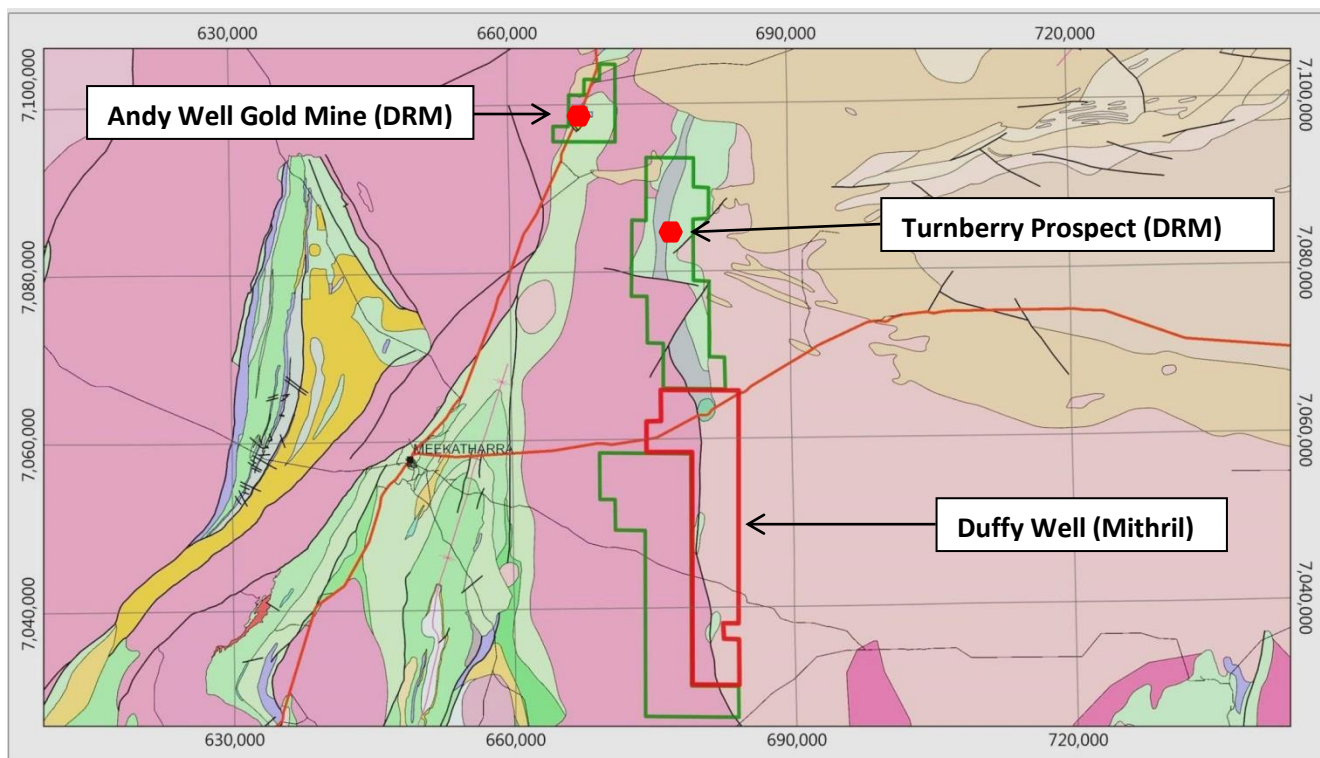 630,000 660,000 690,000 720,000
7,100,000 7,100,000
Andy Well Gold Mine (DRM)
Turnberry Prospect (DRM)
7,080,000 7,080,000
7,060,000 7,060,000
MEEKATHARRA
Duffy Well (Mithril)
7,040,000 7,040,000
630,000 660,000 690,000 720,000